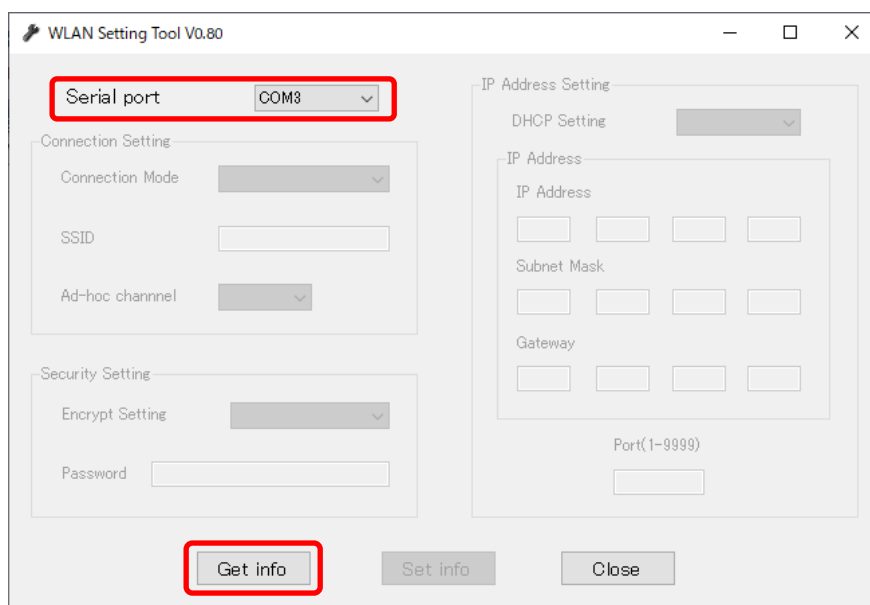 WLAN Setting Tool V0.80
Serial port COM3
Connection Setting
Connection Mode
SSID
Ad-hoc channnel
Security Setting
Encrypt Setting
Password
IP Address Setting
DHCP Setting
IP Address
IP Address
Subnet Mask
Gateway
Port(1-9999)
Get info Set info Close